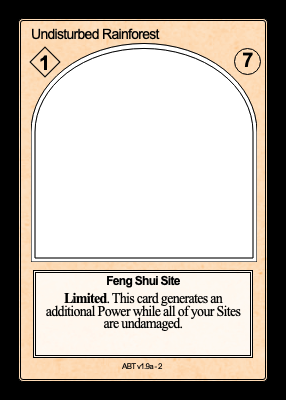 Undisturbed Rainforest
1
7
Feng Shui Site
Limited. This card generates an
additional Power while all of your Sites
are undamaged.
ABT v1.9a - 2